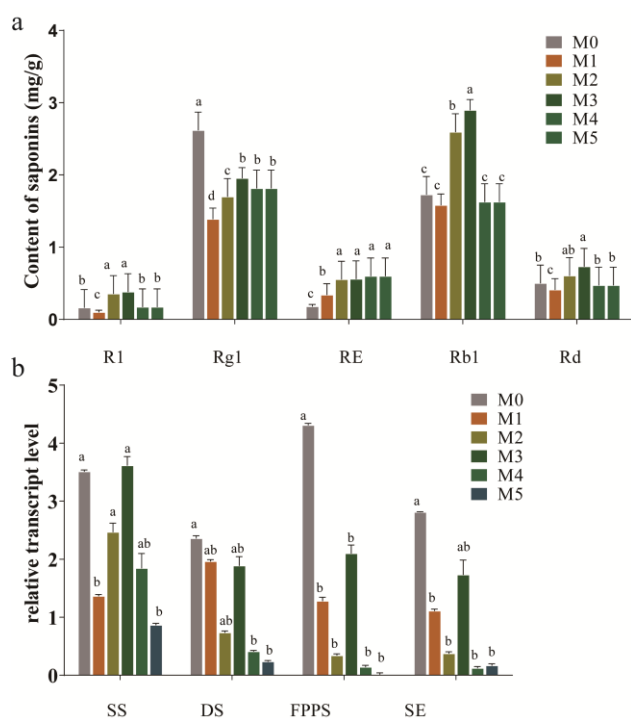 a
Content of saponins (mg/g)
4
3
2
1
0
M0
M1
M2
M3
M4
M5
b c a a b b
a d c b b b
c b a a a a
c c b a c c
b c ab a b b
R1 Rg1 RE Rb1 Rd
b
relative transcript level
5
4
3
2
1
0
M0
M1
M2
M3
M4
M5
a b a a ab b
a ab ab ab b b
a b b b b b
a b b ab b b
SS DS FPPS SE